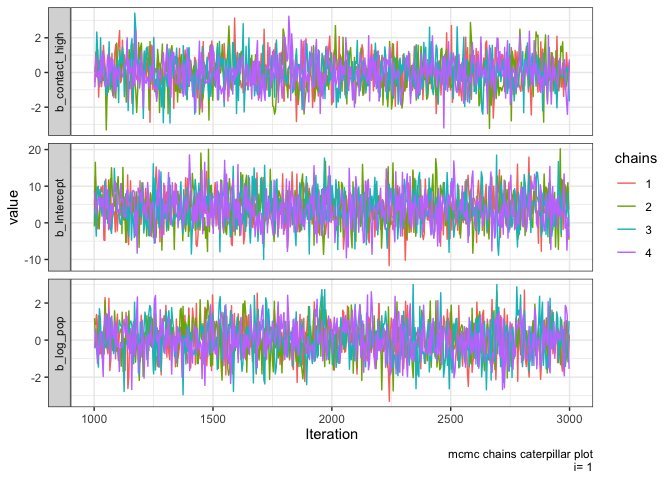 b_contact_high
2
0
-2
b_Intercept
20
10
0
-10
b_log_pop
2
0
-2
value
1000 1500 2000 2500 3000
Iteration
chains
1
2
3
4
mcmc chains caterpillar plot
i= 1